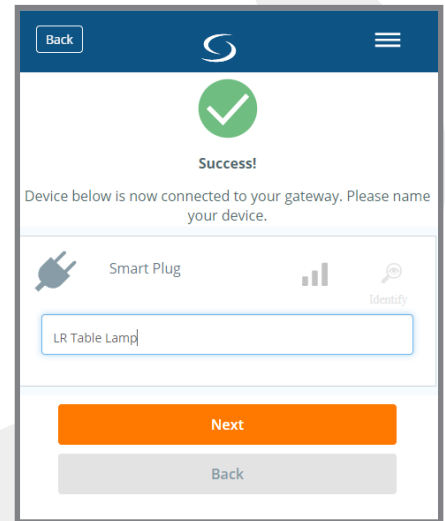 Back
Success!
Device below is now connected to your gateway. Please name
your device.
Smart Plug
Identify
LR Table Lamp
Next
Back